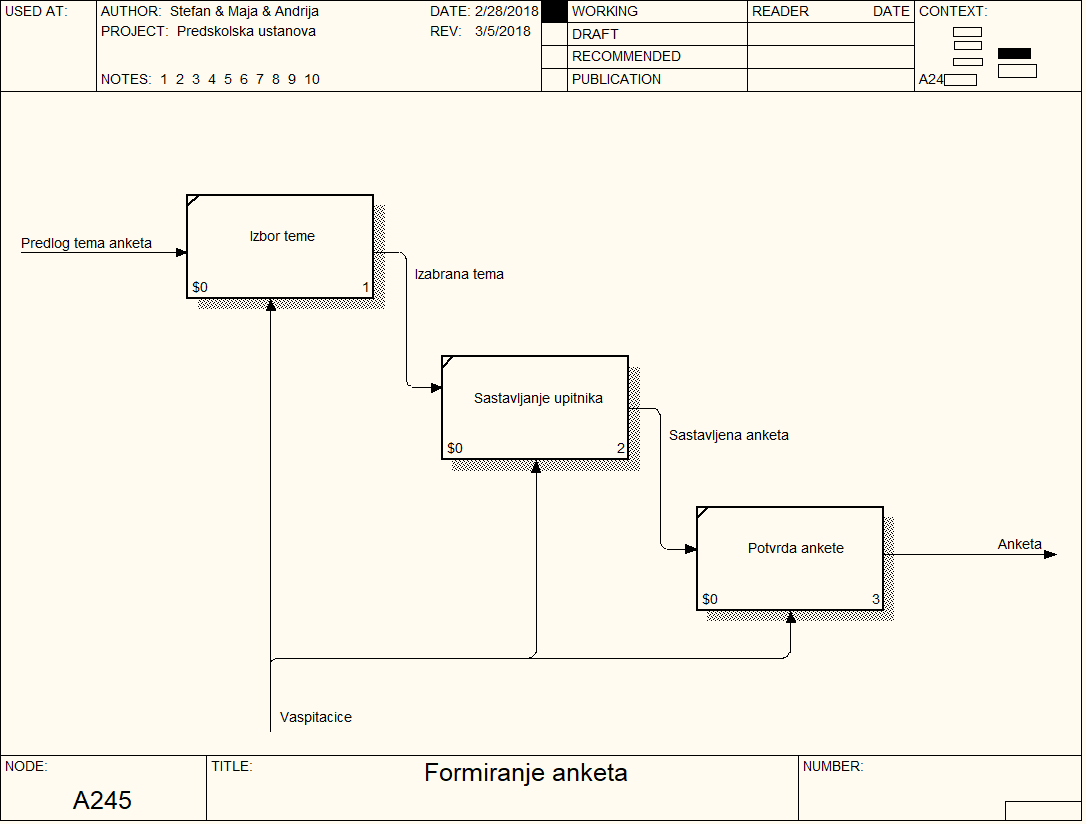 USED AT:
AUTHOR: Stefan & Maja & Andrija
DATE: 2/28/2018
PROJECT: Predskolska ustanova
REV: 3/5/2018
NOTES: 1 2 3 4 5 6 7 8 9 10
WORKING
DRAFT
RECOMMENDED
PUBLICATION
READER DATE
CONTEXT:
A24
Predlog tema anketa
Izbor teme
$0 1
Izabrana tema
Sastavljanje upitnika
$0 2
Sastavljena anketa
Potvrda ankete
$0 3
Anketa
Vaspitacice
NODE:
A245
TITLE:
Formiranje anketa
NUMBER: